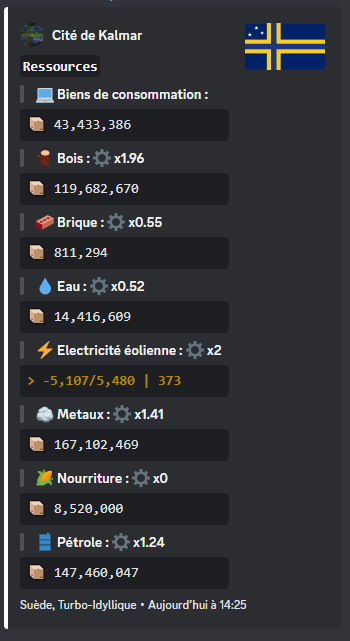 Cité de Kalmar
Ressources
Biens de consommation :
43,433,386
Bois : x1.96
119,682,670
Brique : x0.55
811,294
Eau : x0.52
14,416,609
Electricité éolienne : x2
> -5,107/5,480 | 373
Metaux : x1.41
167,102,469
Nourriture : x0
8,520,000
Pétrole : x1.24
147,460,047
Suède, Turbo-Idyllique • Aujourd'hui à 14:25